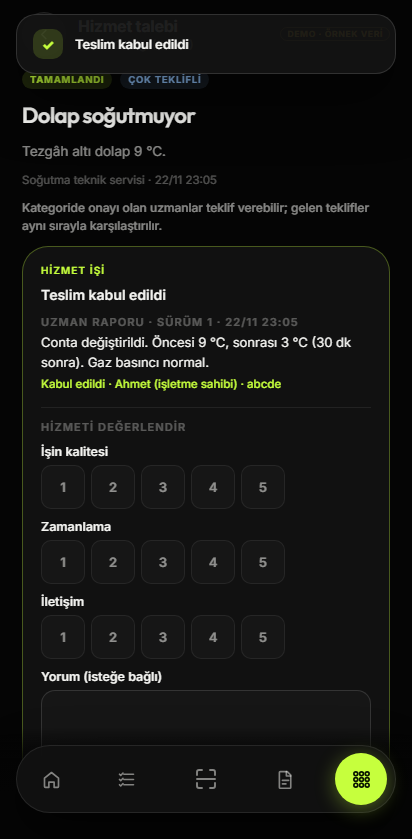 Hizmet talebi
DEMO · ÖRNEK VERİ
Teslim kabul edildi
TAMAMLANDI
ÇOK TEKLİFLİ
Dolap soğutmuyor
Tezgâh altı dolap 9 °C.
Soğutma teknik servisi · 22/11 23:05
Kategoride onayı olan uzmanlar teklif verebilir; gelen teklifler
aynı sırayla karşılaştırılır.
HİZMET İŞİ
Teslim kabul edildi
UZMAN RAPORU · SÜRÜM 1 · 22/11 23:05
Conta değiştirildi. Öncesi 9 °C, sonrası 3 °C (30 dk
sonra). Gaz basıncı normal.
Kabul edildi · Ahmet (işletme sahibi) · abcde
HİZMETİ DEĞERLENDİR
İşin kalitesi
1 2 3 4 5
Zamanlama
1 2 3 4 5
İletişim
1 2 3 4 5
Yorum (isteğe bağlı)